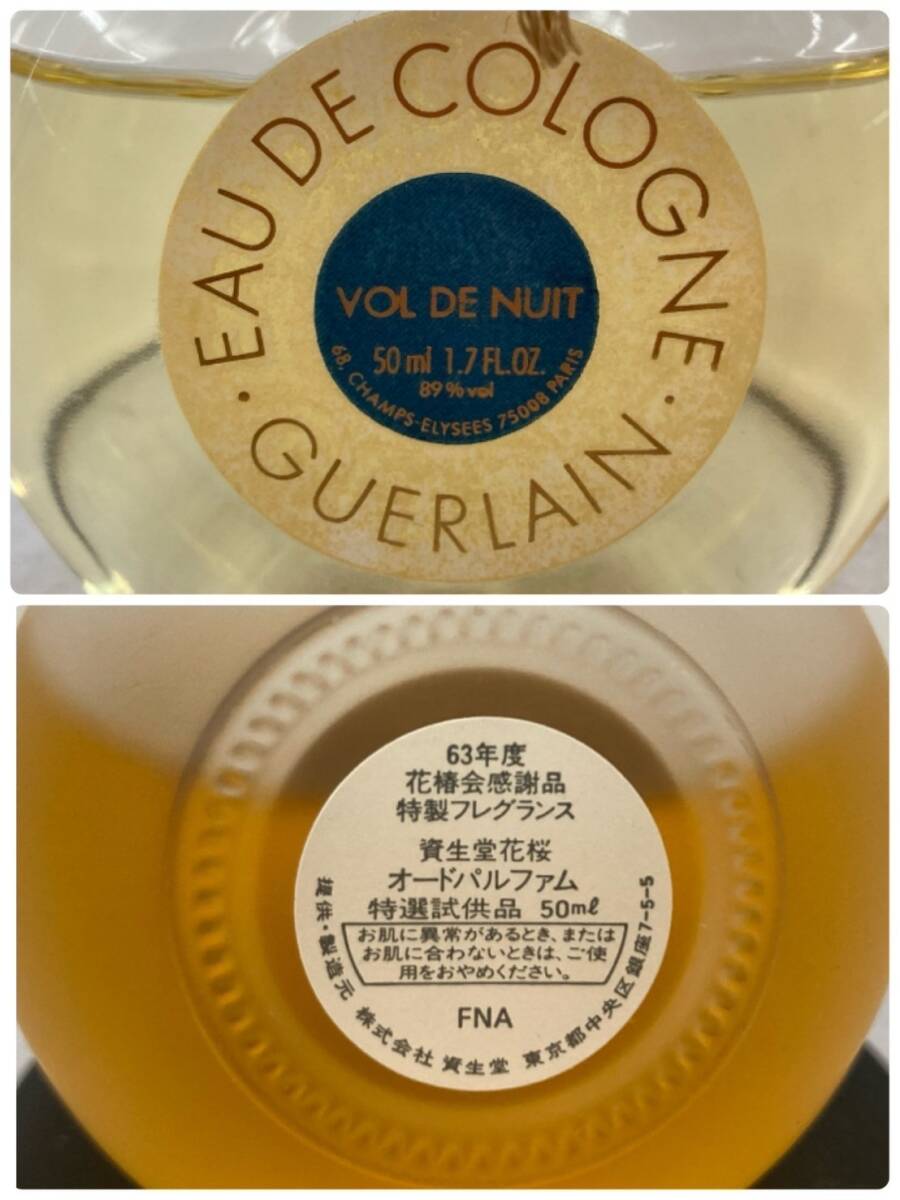 EAU DE COLOGNE
VOL DE NUIT
50 ml 1.7 FL.OZ.
89 % vol
68, CHAMPS-ELYSEES 75008 PARIS
· GUERLAIN ·
63年度
花椿会感謝品
特製フレグランス
資生堂花桜
オードパルファム
特選試供品 50ml
お肌に異常があるとき、または
お肌に合わないときは、ご使
用をおやめください。
FNA
提供・製造元 株式会社 資生堂 東京都中央区銀座7-5-5